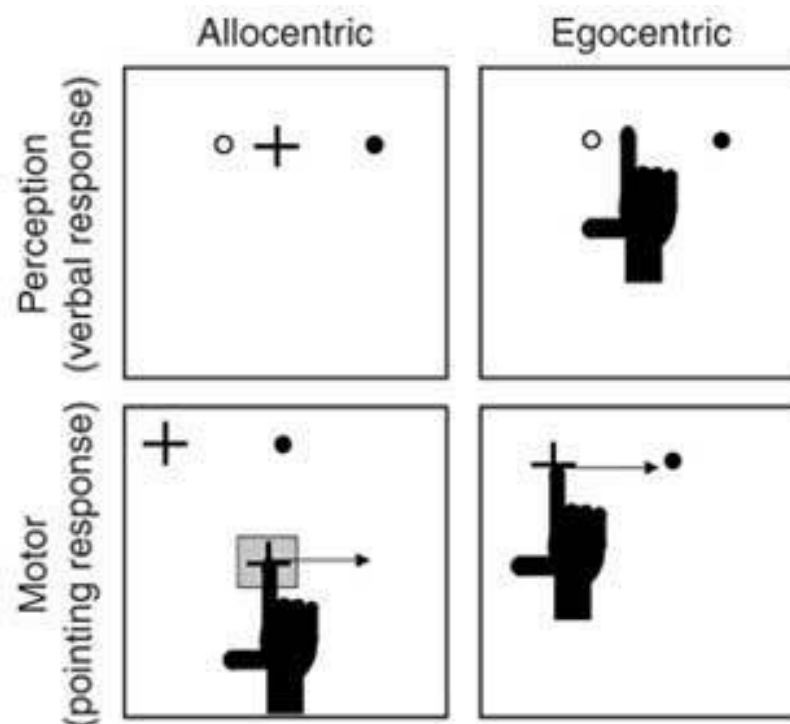 Allocentric
Egocentric
Perception
(verbal response)
Motor
(pointing response)